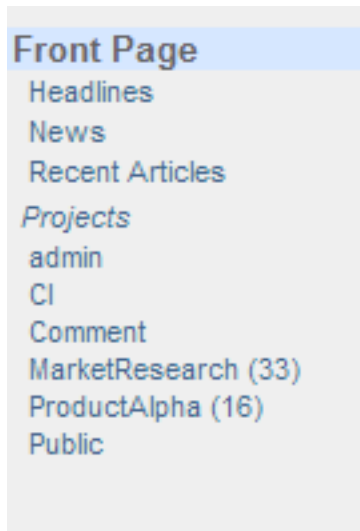 Front Page
Headlines
News
Recent Articles
Projects
admin
CI
Comment
MarketResearch (33)
ProductAlpha (16)
Public